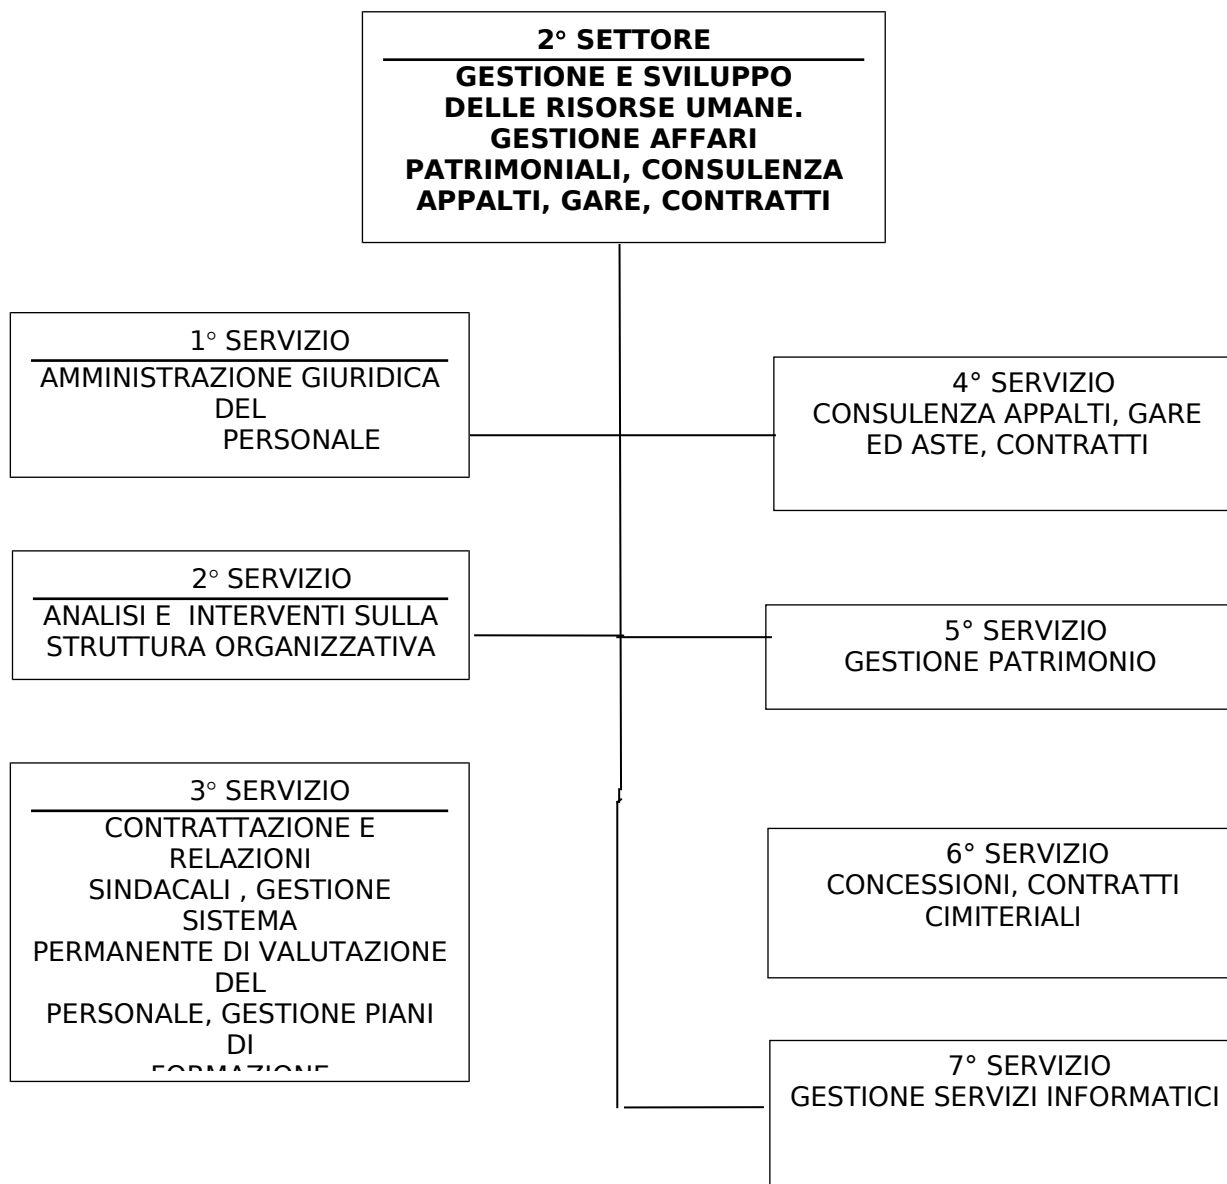 2° SETTORE
GESTIONE E SVILUPPO
DELLE RISORSE UMANE.
GESTIONE AFFARI
PATRIMONIALI, CONSULENZA
APPALTI, GARE, CONTRATTI
1° SERVIZIO
AMMINISTRAZIONE GIURIDICA
DEL
PERSONALE
2° SERVIZIO
ANALISI E INTERVENTI SULLA
STRUTTURA ORGANIZZATIVA
3° SERVIZIO
CONTRATTAZIONE E
RELAZIONI
SINDACALI , GESTIONE
SISTEMA
PERMANENTE DI VALUTAZIONE
DEL
PERSONALE, GESTIONE PIANI
DI
FORMAZIONE
4° SERVIZIO
CONSULENZA APPALTI, GARE
ED ASTE, CONTRATTI
5° SERVIZIO
GESTIONE PATRIMONIO
6° SERVIZIO
CONCESSIONI, CONTRATTI
CIMITERIALI
7° SERVIZIO
GESTIONE SERVIZI INFORMATICI